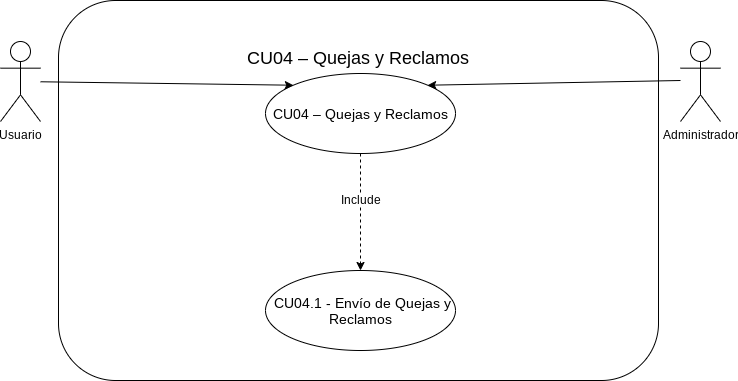 CU04 – Quejas y Reclamos
CU04 – Quejas y Reclamos
Usuario
Administrador
Include
CU04.1 - Envío de Quejas y
Reclamos